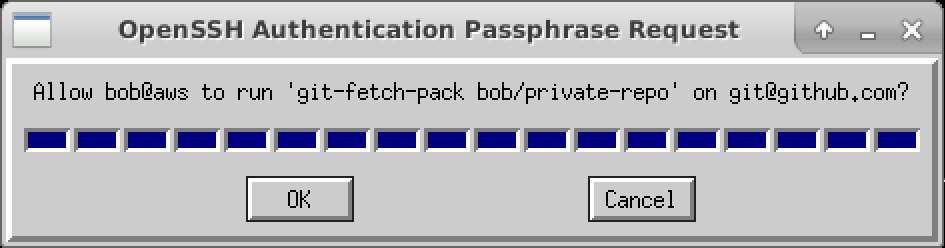 OpenSSH Authentication Passphrase Request
Allow bob@aws to run 'git-fetch-pack bob/private-repo' on git@github.com?
OK
Cancel